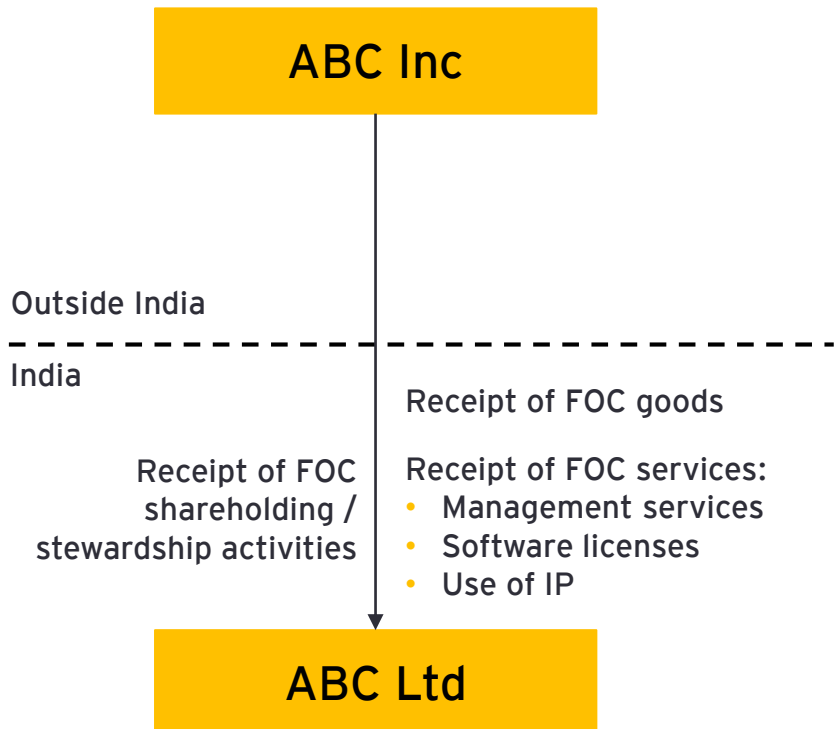 ABC Inc
Outside India
India
Receipt of FOC
shareholding /
stewardship activities
Receipt of FOC goods
Receipt of FOC services:
• Management services
• Software licenses
• Use of IP
ABC Ltd